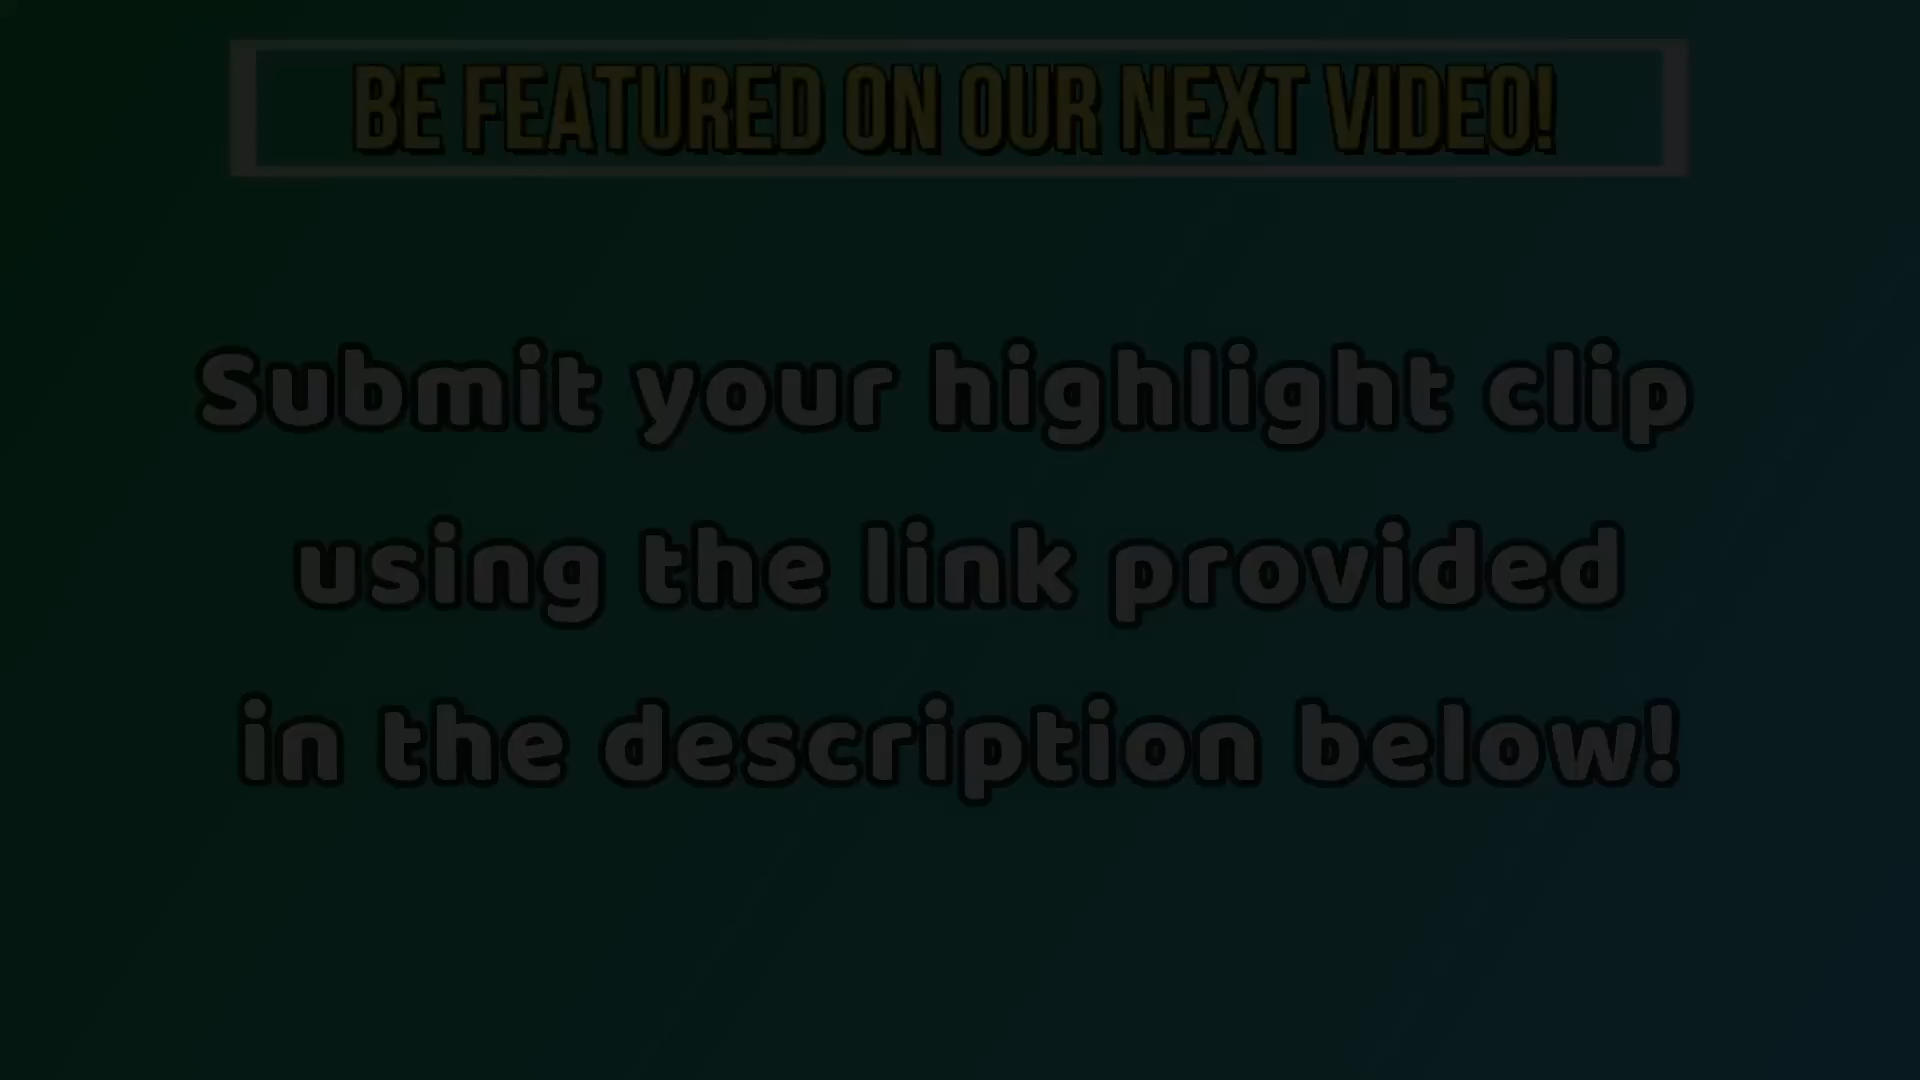 BE FEATURED ON OUR NEXT VIDEO!
Submit your highlight clip
using the link provided
in the description below!